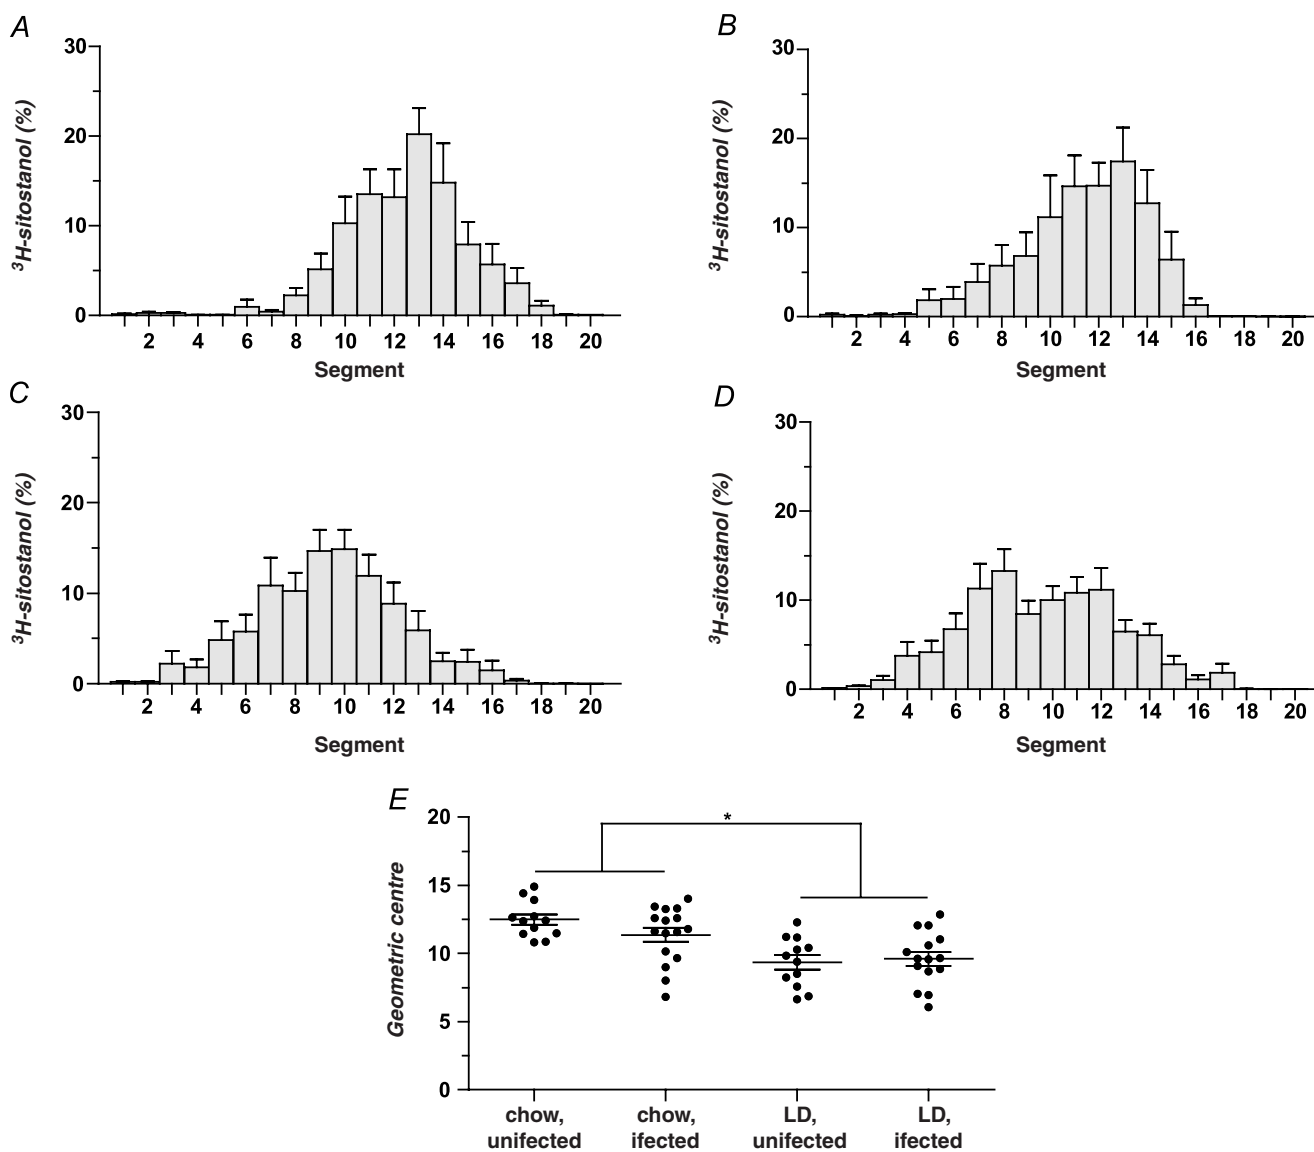 A
30
20
10
0
³H-sitostanol (%)
2 4 6 8 10 12 14 16 18 20
Segment
B
30
20
10
0
³H-sitostanol (%)
2 4 6 8 10 12 14 16 18 20
Segment
C
30
20
10
0
³H-sitostanol (%)
2 4 6 8 10 12 14 16 18 20
Segment
D
30
20
10
0
³H-sitostanol (%)
2 4 6 8 10 12 14 16 18 20
Segment
E
20
15
10
5
0
Geometric centre
*
chow,
unifected
chow,
ifected
LD,
unifected
LD,
ifected